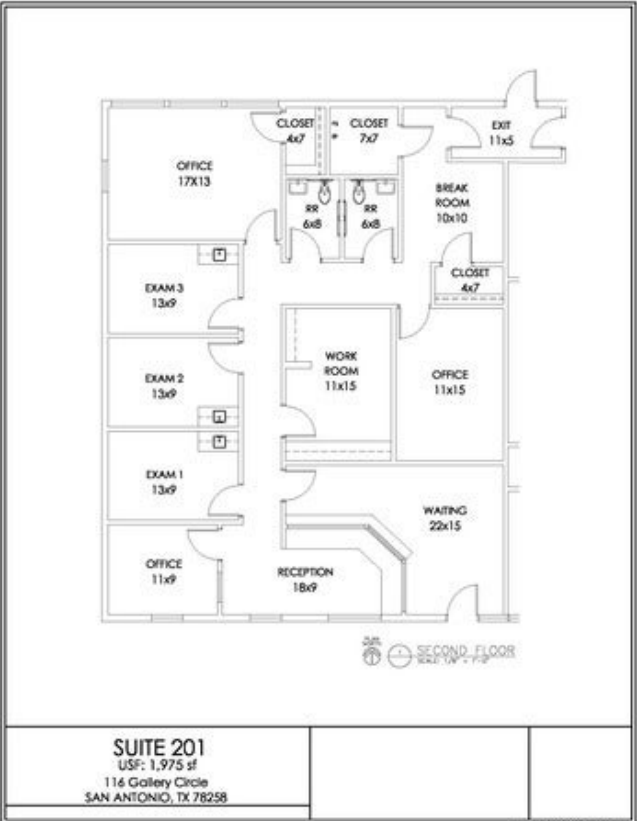 CLOSET
4x7
CLOSET
7x7
EXIT
11x5
OFFICE
17X13
BREAK
ROOM
10x10
RR
6x8
RR
6x8
CLOSET
4x7
EXAM 3
13x9
WORK
ROOM
11x15
OFFICE
11x15
EXAM 2
13x9
EXAM 1
13x9
WAITING
22x15
OFFICE
11x9
RECEPTION
18x9
SECOND FLOOR
SUITE 201
USF: 1,975 sf
116 Gallery Circle
SAN ANTONIO, TX 78258